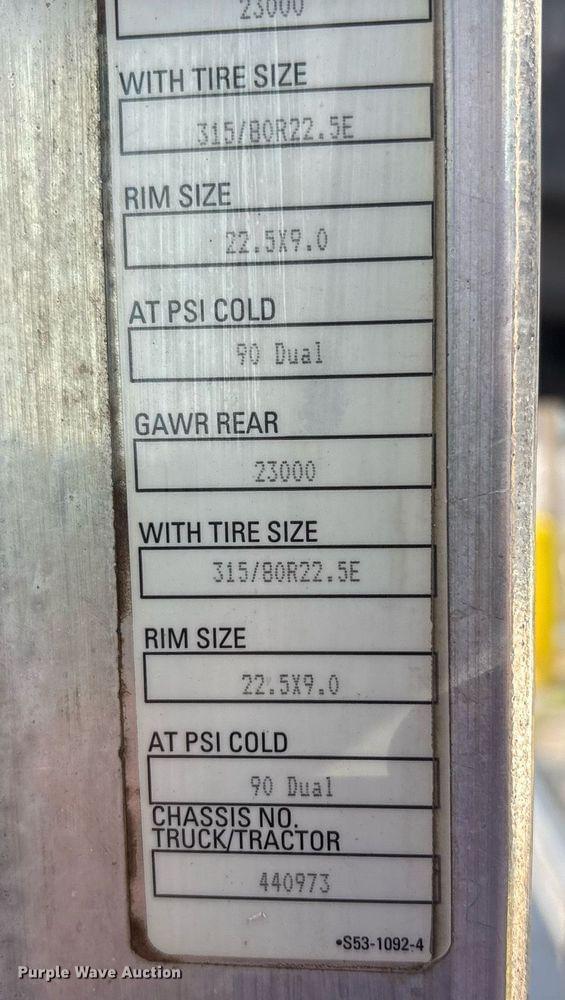 23000
WITH TIRE SIZE
315/80R22.5E
RIM SIZE
22.5X9.0
AT PSI COLD
90 Dual
GAWR REAR
23000
WITH TIRE SIZE
315/80R22.5E
RIM SIZE
22.5X9.0
AT PSI COLD
90 Dual
CHASSIS NO.
TRUCK/TRACTOR
440973
•S53-1092-4
Purple Wave Auction